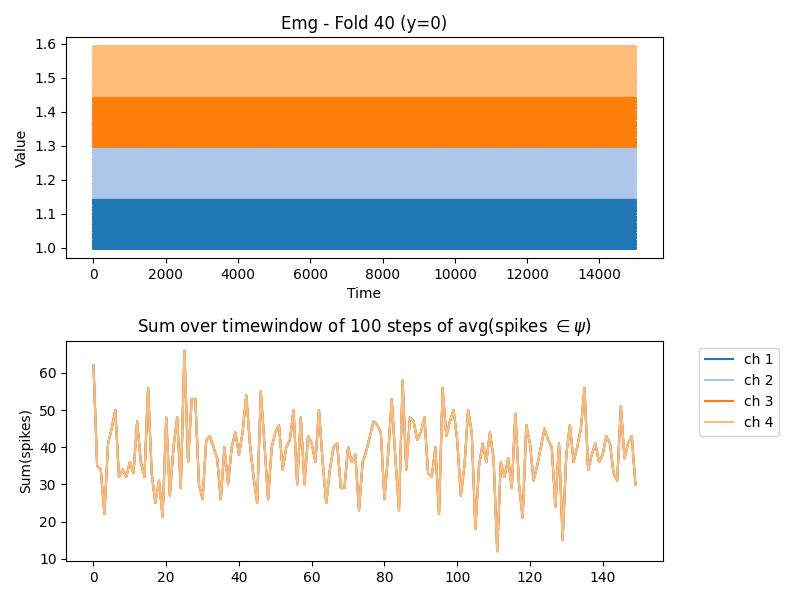 Emg - Fold 40 (y=0)
Value
1.6
1.5
1.4
1.3
1.2
1.1
1.0
0 2000 4000 6000 8000 10000 12000 14000
Time
Sum over timewindow of 100 steps of avg(spikes ∈ ψ)
Sum(spikes)
60
50
40
30
20
10
0 20 40 60 80 100 120 140
ch 1
ch 2
ch 3
ch 4